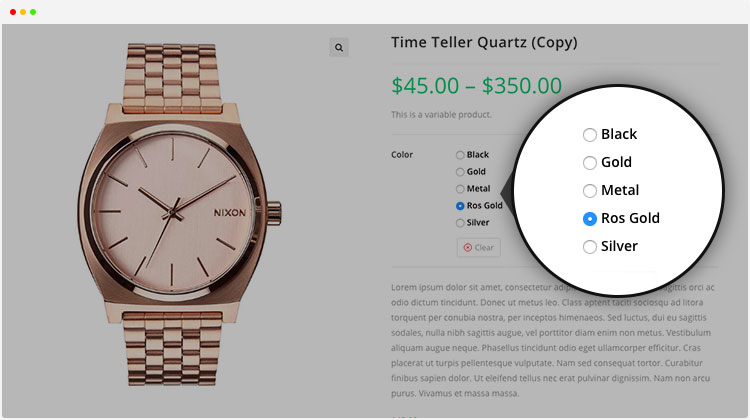 Time Teller Quartz (Copy)
$45.00 – $350.00
This is a variable product.
Color
Black
Gold
Metal
Ros Gold
Silver
Clear
Black
Gold
Metal
Ros Gold
Silver
NIXON
Lorem ipsum dolor sit amet, consectetur adipiscing gittis orci ac
odio dictum tincidunt. Donec ut metus leo. Class aptent taciti sociosqu ad litora
torquent per conubia nostra, per inceptos himenaeos. Sed luctus, dui eu sagittis
sodales, nulla nibh sagittis augue, vel porttitor diam enim non metus. Vestibulum
aliquam augue neque. Phasellus tincidunt odio eget ullamcorper efficitur. Cras
placerat ut turpis pellentesque vulputate. Nam sed consequat tortor. Curabitur
finibus sapien dolor. Ut eleifend tellus nec erat pulvinar dignissim. Nam non arcu
purus. Vivamus et massa massa.